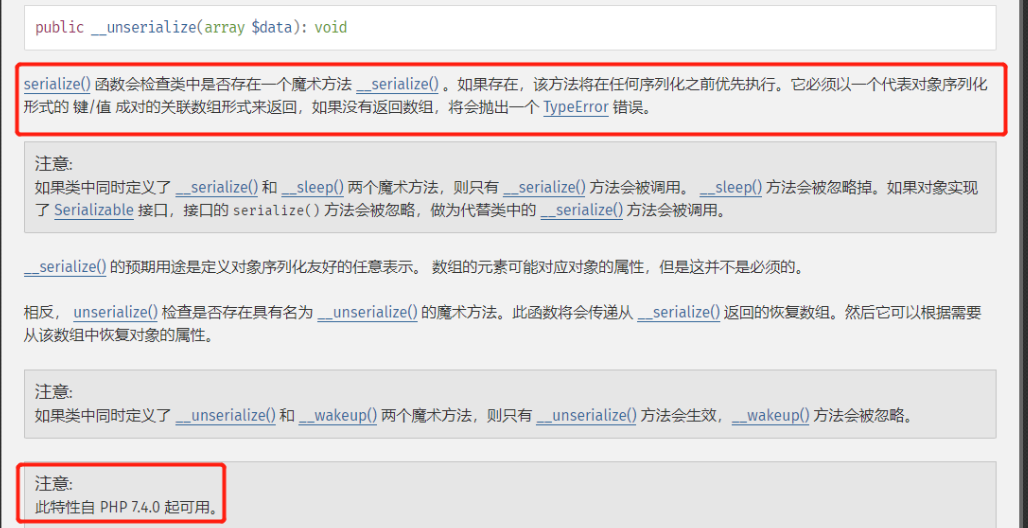 public __unserialize(array $data): void
serialize() 函数会检查类中是否存在一个魔术方法 __serialize() 。如果存在，该方法将在任何序列化之前优先执行。它必须以一个代表对象序列化
形式的 键/值 成对的关联数组形式来返回，如果没有返回数组，将会抛出一个 TypeError 错误。
注意:
如果类中同时定义了 __serialize() 和 __sleep() 两个魔术方法，则只有 __serialize() 方法会被调用。 __sleep() 方法会被忽略掉。如果对象实现
了 Serializable 接口，接口的 serialize() 方法会被忽略，做为代替类中的 __serialize() 方法会被调用。
__serialize() 的预期用途是定义对象序列化友好的任意表示。 数组的元素可能对应对象的属性，但是这并不是必须的。
相反， unserialize() 检查是否存在具有名为 __unserialize() 的魔术方法。此函数将会传递从 __serialize() 返回的恢复数组。然后它可以根据需要
从该数组中恢复对象的属性。
注意:
如果类中同时定义了 __unserialize() 和 __wakeup() 两个魔术方法，则只有 __unserialize() 方法会生效，__wakeup() 方法会被忽略。
注意:
此特性自 PHP 7.4.0 起可用。